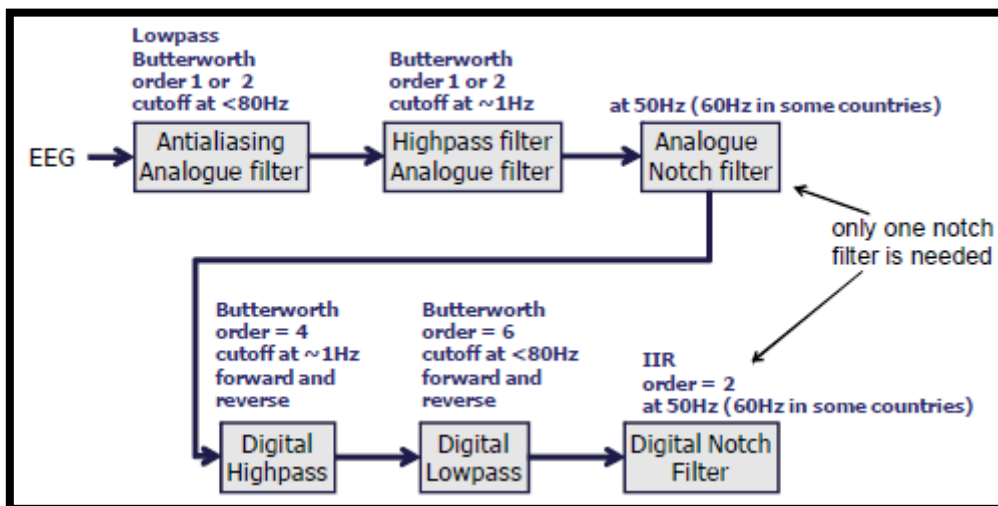 Lowpass
Butterworth
order 1 or 2
cutoff at <80Hz
Butterworth
order 1 or 2
cutoff at ~1Hz
at 50Hz (60Hz in some countries)
EEG
Antialiasing
Analogue filter
Highpass filter
Analogue filter
Analogue
Notch filter
only one notch
filter is needed
Butterworth
order = 4
cutoff at ~1Hz
forward and
reverse
Butterworth
order = 6
cutoff at <80Hz
forward and
reverse
IIR
order = 2
at 50Hz (60Hz in some countries)
Digital
Highpass
Digital
Lowpass
Digital Notch
Filter